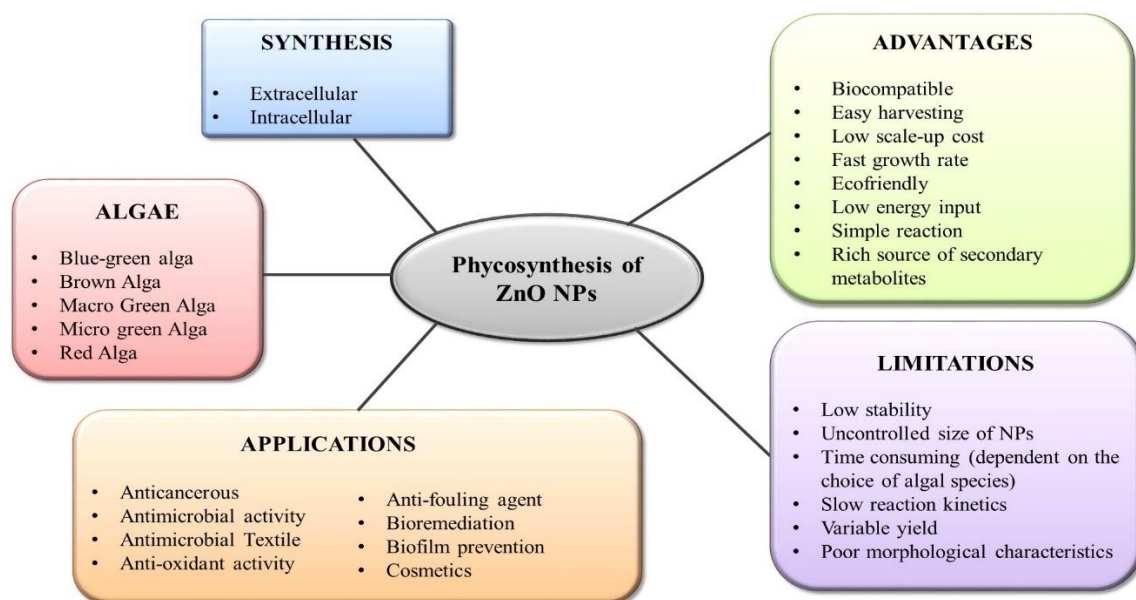 SYNTHESIS
• Extracellular
• Intracellular
ADVANTAGES
• Biocompatible
• Easy harvesting
• Low scale-up cost
• Fast growth rate
• Ecofriendly
• Low energy input
• Simple reaction
• Rich source of secondary
metabolites
ALGAE
• Blue-green alga
• Brown Alga
• Macro Green Alga
• Micro green Alga
• Red Alga
Phycosynthesis of
ZnO NPs
APPLICATIONS
• Anticancerous
• Antimicrobial activity
• Antimicrobial Textile
• Anti-oxidant activity
• Anti-fouling agent
• Bioremediation
• Biofilm prevention
• Cosmetics
LIMITATIONS
• Low stability
• Uncontrolled size of NPs
• Time consuming (dependent on the
choice of algal species)
• Slow reaction kinetics
• Variable yield
• Poor morphological characteristics